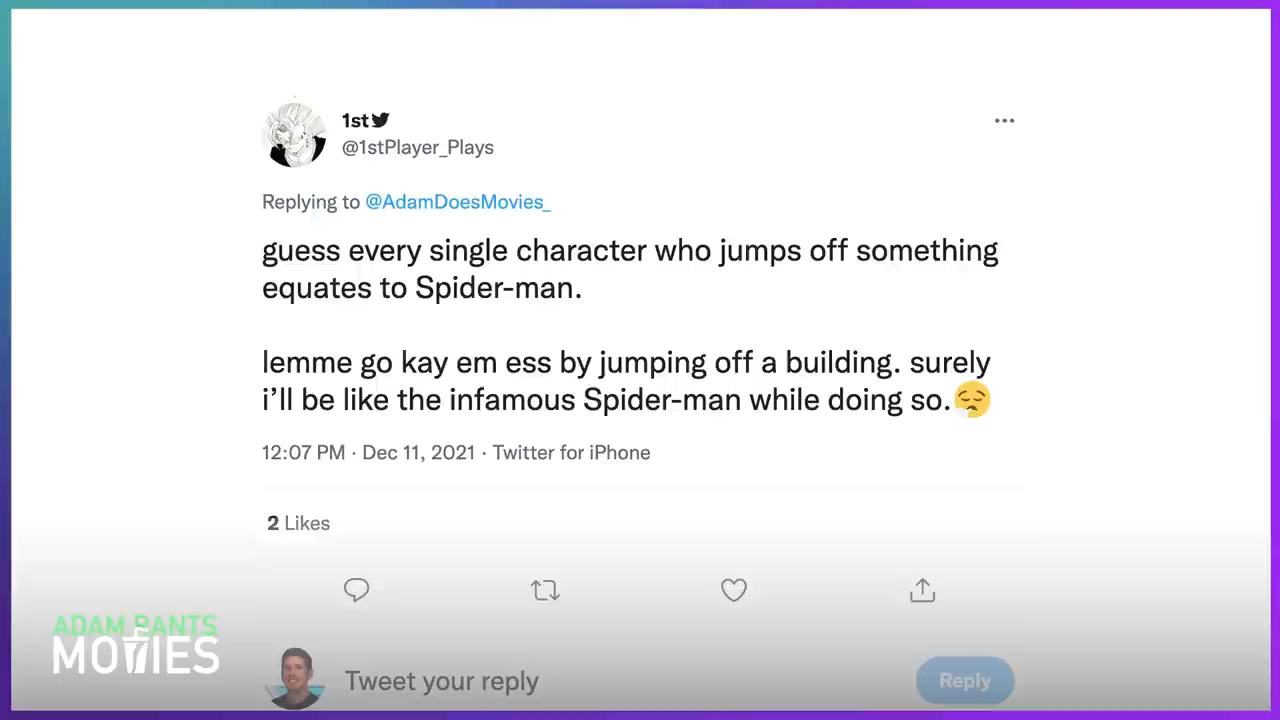 1st
@1stPlayer_Plays
Replying to @AdamDoesMovies_
guess every single character who jumps off something
equates to Spider-man.
lemme go kay em ess by jumping off a building. surely
i'll be like the infamous Spider-man while doing so.😮‍💨
12:07 PM · Dec 11, 2021 · Twitter for iPhone
2 Likes
ADAM RANTS
MOVIES
Tweet your reply
Reply